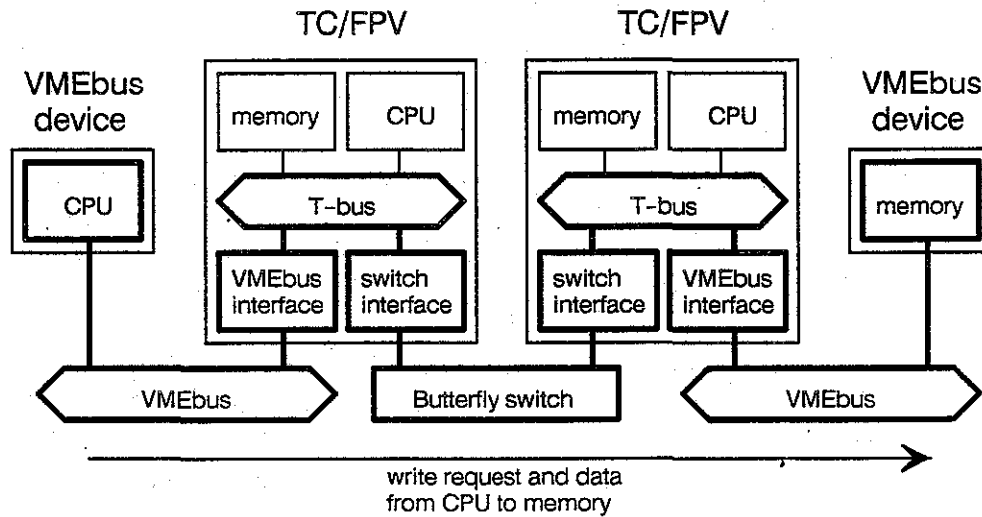 TC/FPV
TC/FPV
VMEbus
device
VMEbus
device
memory
CPU
memory
CPU
CPU
memory
T-bus
T-bus
VMEbus
interface
switch
interface
switch
interface
VMEbus
interface
VMEbus
Butterfly switch
VMEbus
write request and data
from CPU to memory